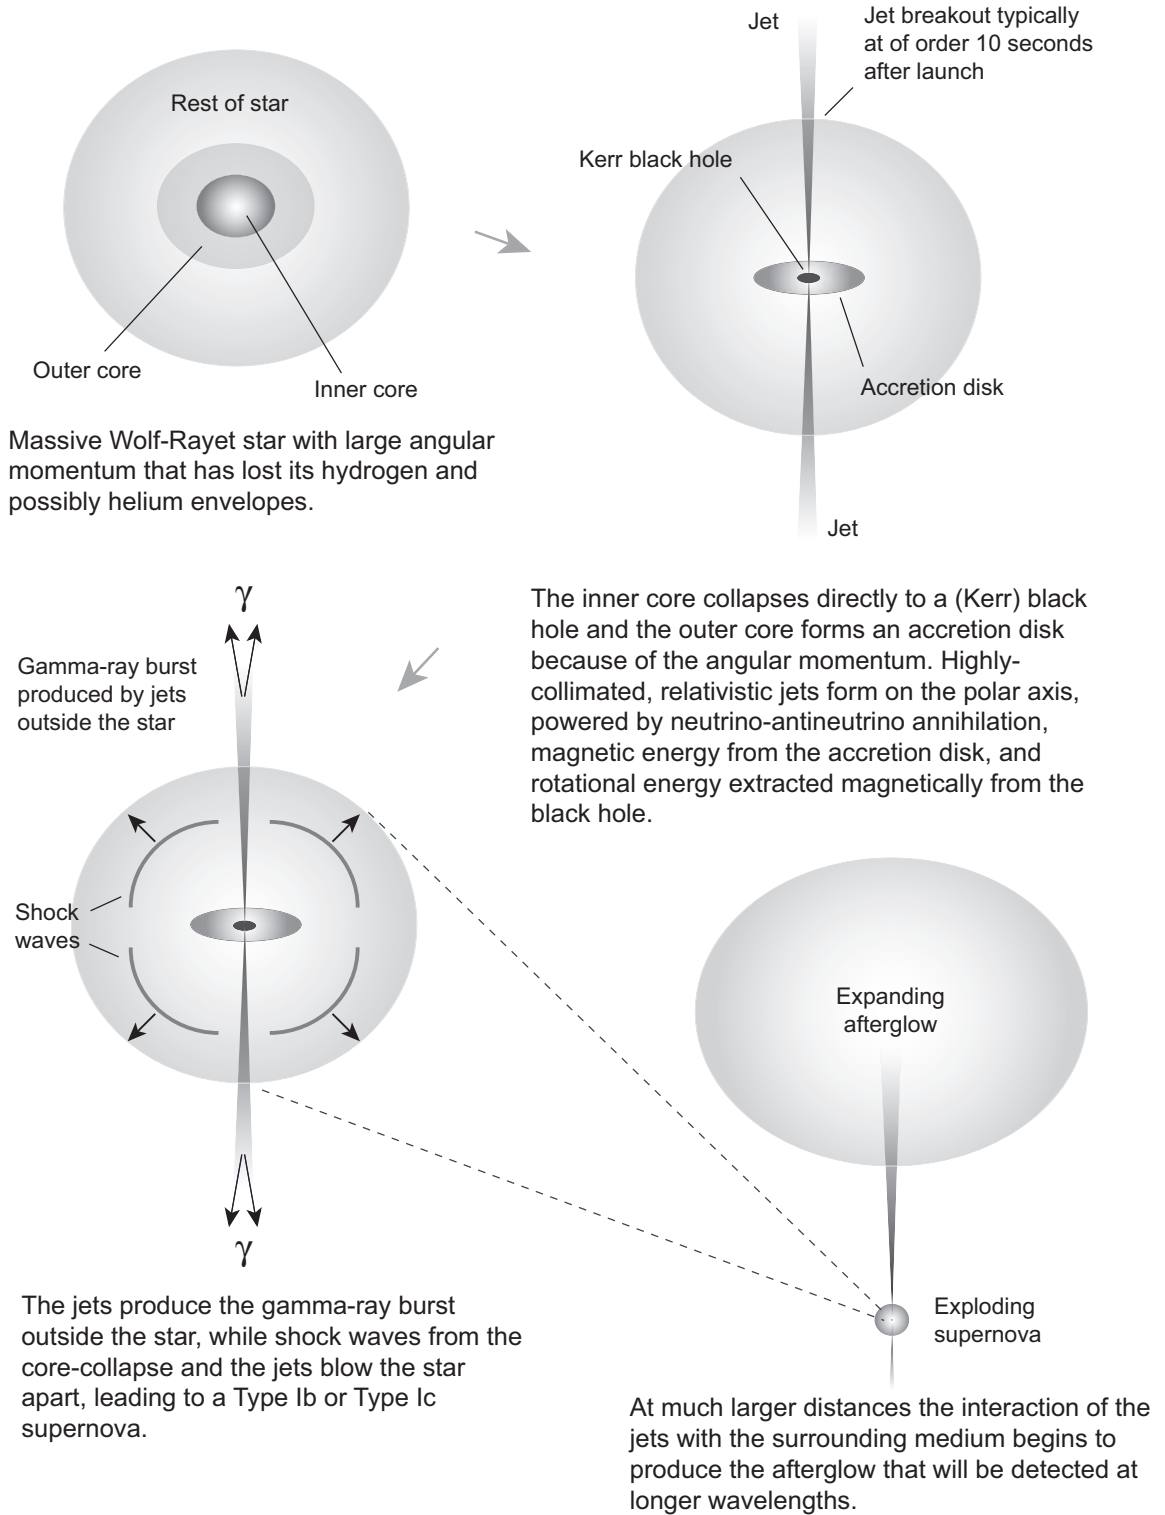 Rest of star
Outer core
Inner core
Massive Wolf-Rayet star with large angular
momentum that has lost its hydrogen and
possibly helium envelopes.
Jet
Jet breakout typically
at of order 10 seconds
after launch
Kerr black hole
Accretion disk
Jet
The inner core collapses directly to a (Kerr) black
hole and the outer core forms an accretion disk
because of the angular momentum. Highly-
collimated, relativistic jets form on the polar axis,
powered by neutrino-antineutrino annihilation,
magnetic energy from the accretion disk, and
rotational energy extracted magnetically from the
black hole.
γ
Gamma-ray burst
produced by jets
outside the star
Shock
waves
γ
The jets produce the gamma-ray burst
outside the star, while shock waves from the
core-collapse and the jets blow the star
apart, leading to a Type Ib or Type Ic
supernova.
Expanding
afterglow
Exploding
supernova
At much larger distances the interaction of the
jets with the surrounding medium begins to
produce the afterglow that will be detected at
longer wavelengths.